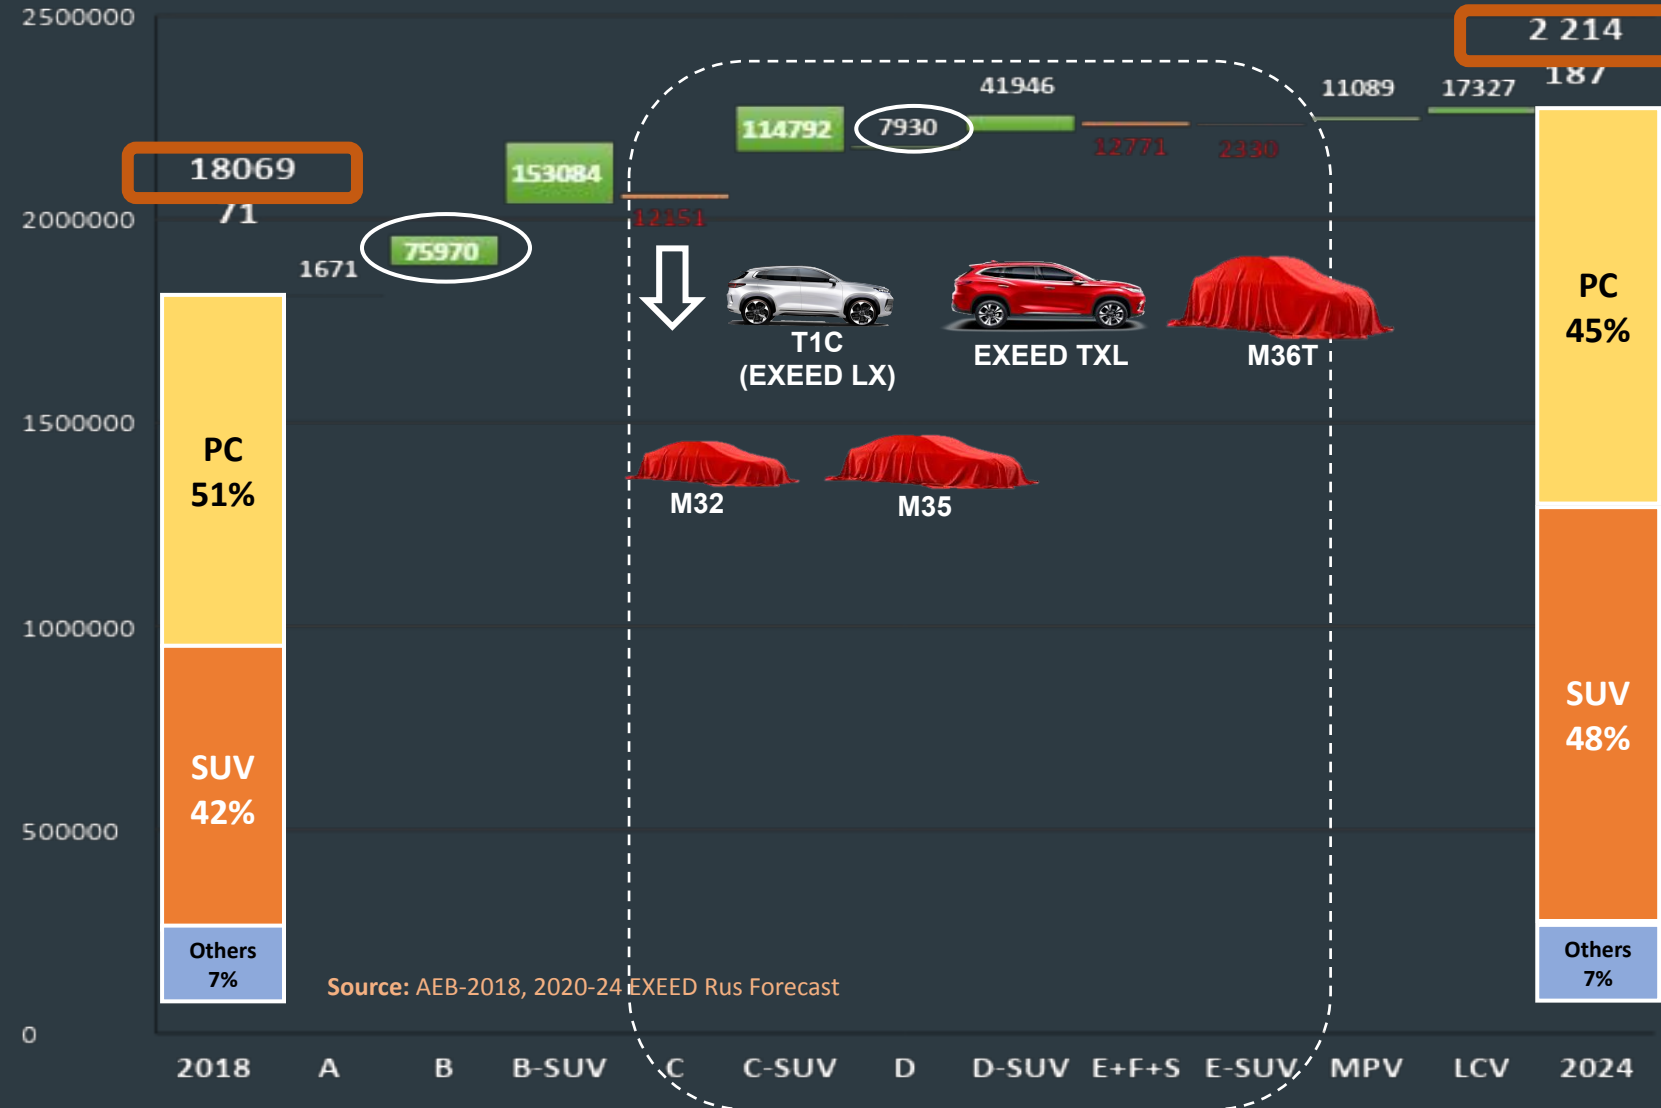 2500000
2 214
187
41946
11089
17327
114792
7930
12771
2330
18069
71
153084
2000000
12151
75970
1671
PC
45%
T1C
(EXEED LX)
EXEED TXL
M36T
1500000
PC
51%
M32
M35
1000000
SUV
48%
SUV
42%
500000
Others
7%
Others
7%
Source: AEB-2018, 2020-24 EXEED Rus Forecast
0
2018
A
B
B-SUV
C
C-SUV
D
D-SUV
E+F+S
E-SUV
MPV
LCV
2024